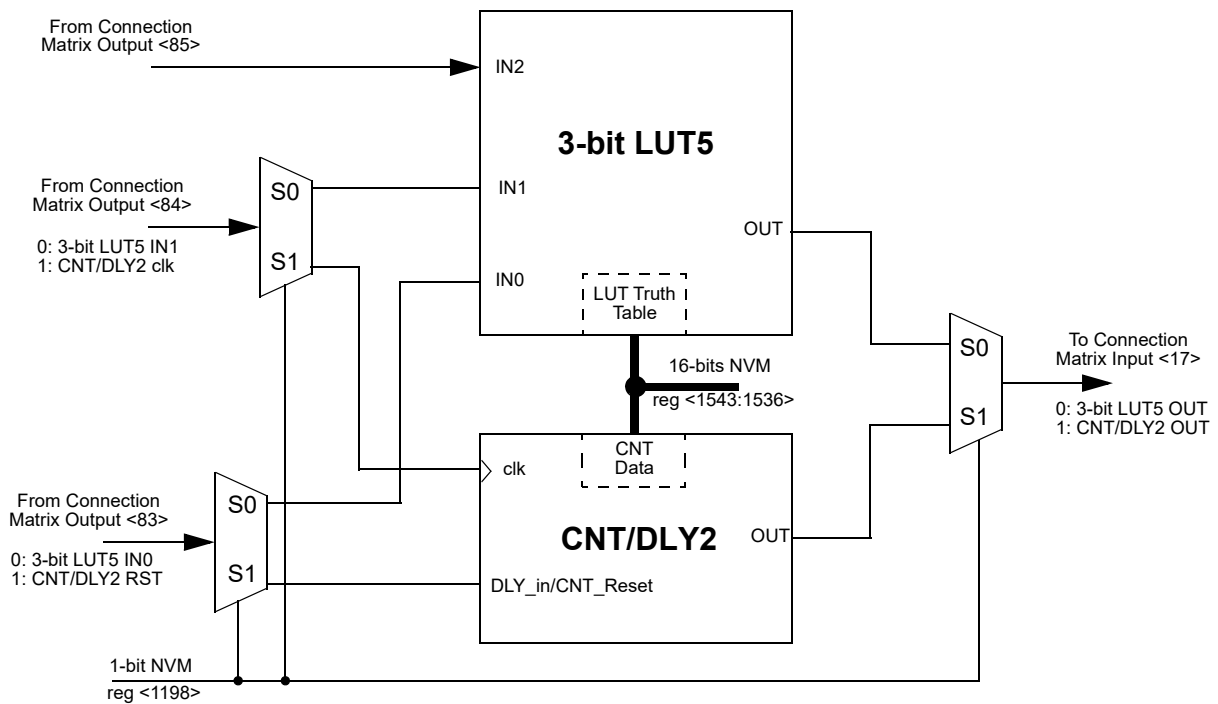 From Connection
Matrix Output <85>
IN2
3-bit LUT5
From Connection
Matrix Output <84>
0: 3-bit LUT5 IN1
1: CNT/DLY2 clk
S0
S1
IN1
IN0
OUT
LUT Truth
Table
16-bits NVM
reg <1543:1536>
S0
S1
To Connection
Matrix Input <17>
0: 3-bit LUT5 OUT
1: CNT/DLY2 OUT
From Connection
Matrix Output <83>
0: 3-bit LUT5 IN0
1: CNT/DLY2 RST
S0
S1
clk
CNT
Data
CNT/DLY2
OUT
DLY_in/CNT_Reset
1-bit NVM
reg <1198>